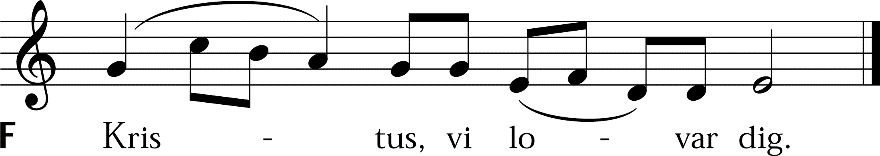 F Kris - tus, vi lo - var dig.